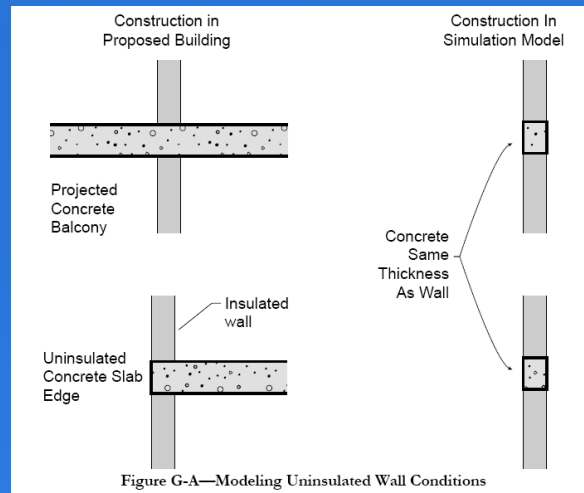 Construction in
Proposed Building
Construction In
Simulation Model
Projected
Concrete
Balcony
Concrete
Same
Thickness
As Wall
Insulated
wall
Uninsulated
Concrete Slab
Edge
Figure G-A—Modeling Uninsulated Wall Conditions